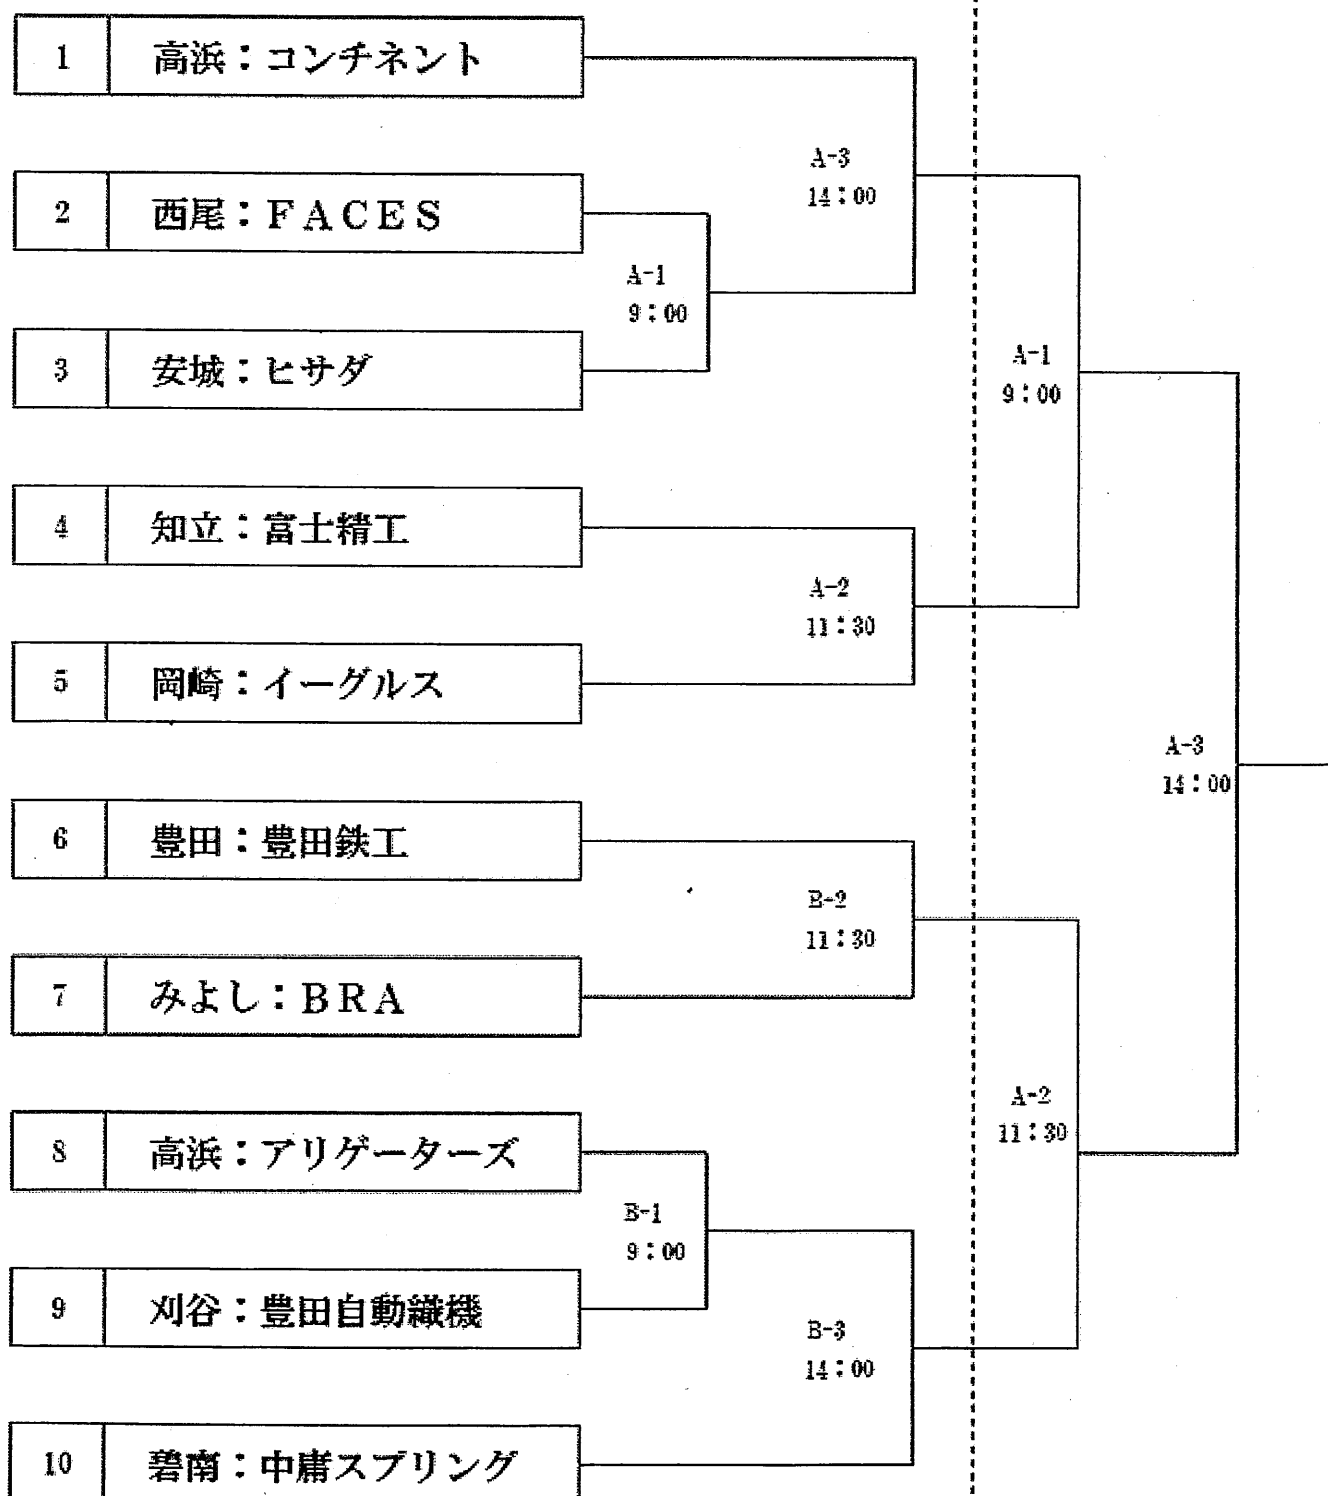 1 高浜：コンチネント
A-3
14：00
2 西尾：ＦＡＣＥＳ
A-1
9：00
3 安城：ヒサダ
A-1
9：00
4 知立：富士精工
A-2
11：30
5 岡崎：イーグルス
A-3
14：00
6 豊田：豊田鉄工
B-2
11：30
7 みよし：ＢＲＡ
A-2
11：30
8 高浜：アリゲーターズ
B-1
9：00
9 刈谷：豊田自動織機
B-3
14：00
10 碧南：中庸スプリング